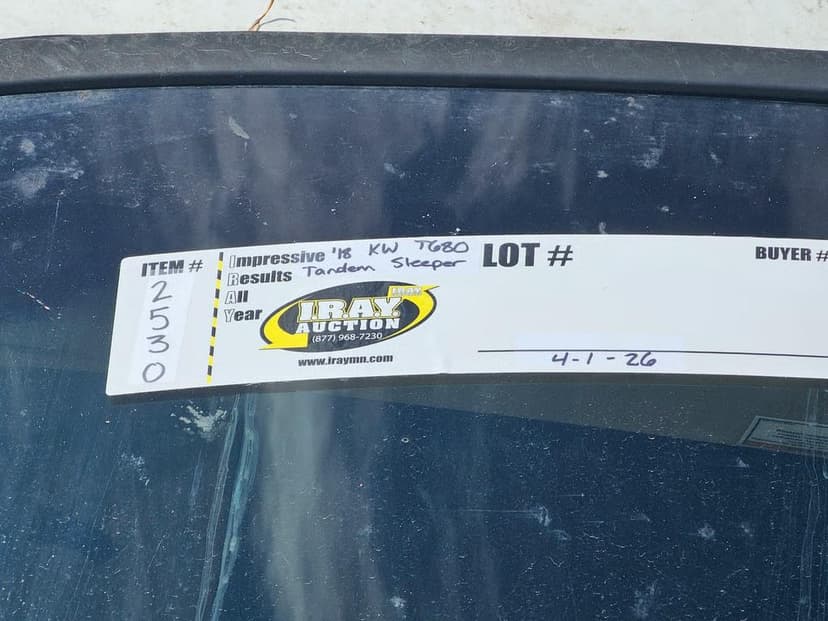 ITEM #
2
5
3
0
Impressive '18 KW T680
Results Tandem Sleeper
All
Year
IRAY
I.R.A.Y.
AUCTION
(877) 968-7230
www.iraymn.com
LOT #
BUYER #
4-1-26